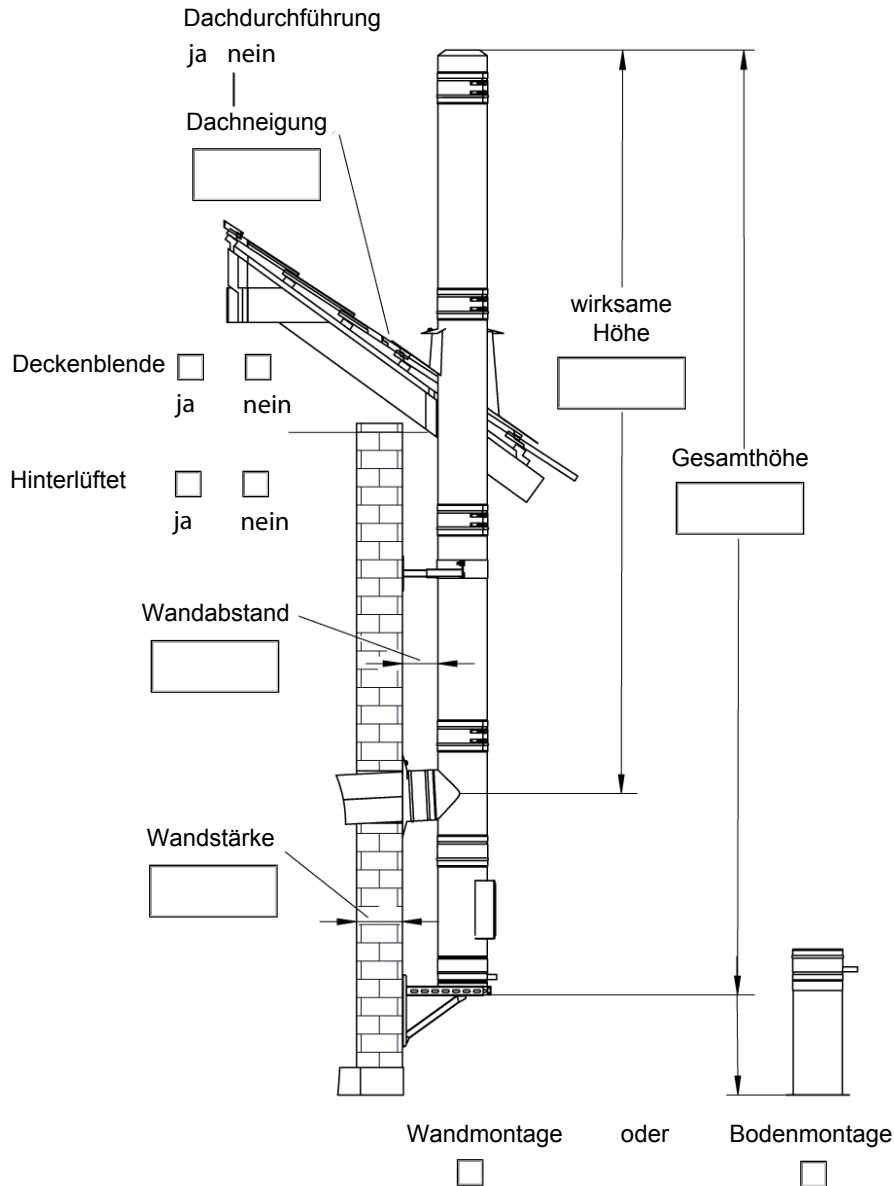 Dachdurchführung
ja nein
Dachneigung
wirksame
Höhe
Deckenblende
ja nein
Gesamthöhe
Hinterlüftet
ja nein
Wandabstand
Wandstärke
Wandmontage oder Bodenmontage